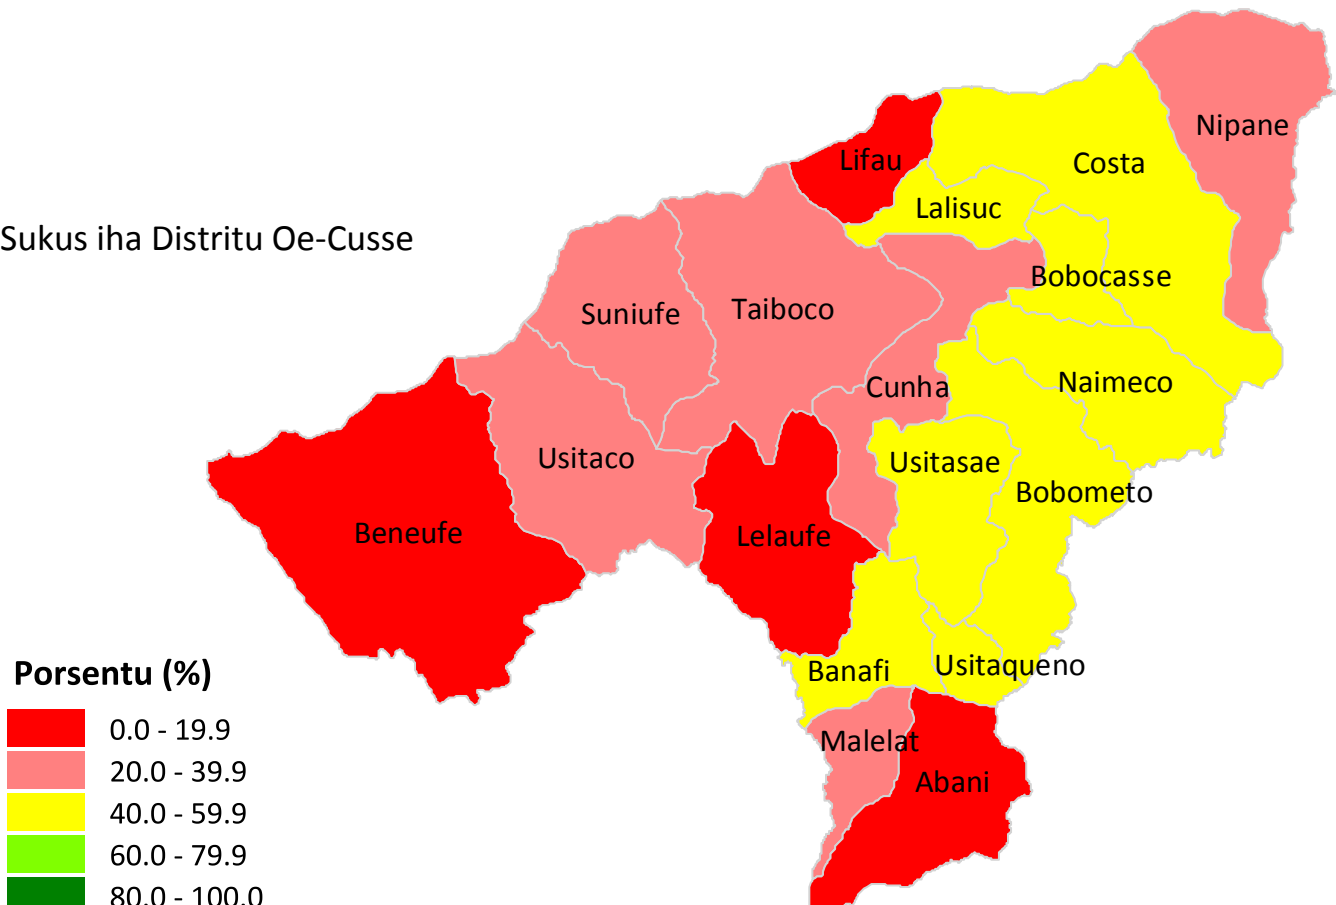 Nipane
Costa
Lifau
Lalisuc
Sukus iha Distritu Oe-Cusse
Bobocasse
Suniufe
Taiboco
Naimeco
Cunha
Usitaco
Usitasae
Bobometo
Beneufe
Lelaufe
Banafi
Usitaqueno
Porsentu (%)
0.0 - 19.9
Malelat
20.0 - 39.9
Abani
40.0 - 59.9
60.0 - 79.9
80.0 - 100.0